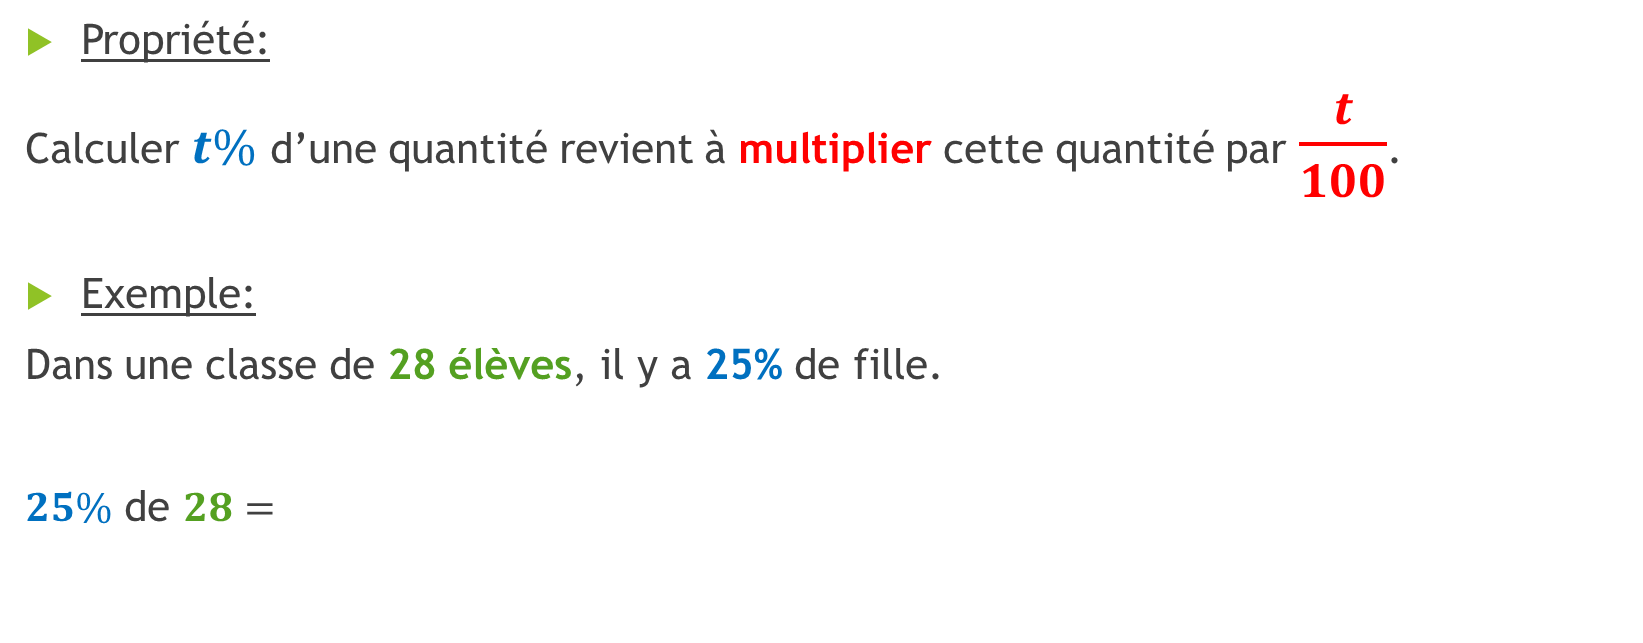 Propriété:
Calculer t% d’une quantité revient à multiplier cette quantité par t/100.
Exemple:
Dans une classe de 28 élèves, il y a 25% de fille.
25% de 28 =